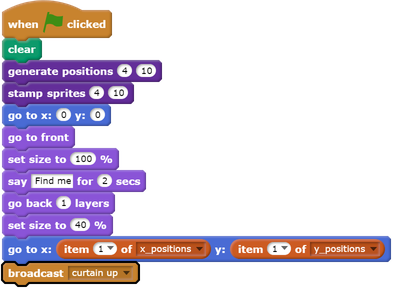 when clicked
clear
generate positions 4 10
stamp sprites 4 10
go to x: 0 y: 0
go to front
set size to 100 %
say Find me for 2 secs
go back 1 layers
set size to 40 %
go to x: item 1 of x_positions y: item 1 of y_positions
broadcast curtain up